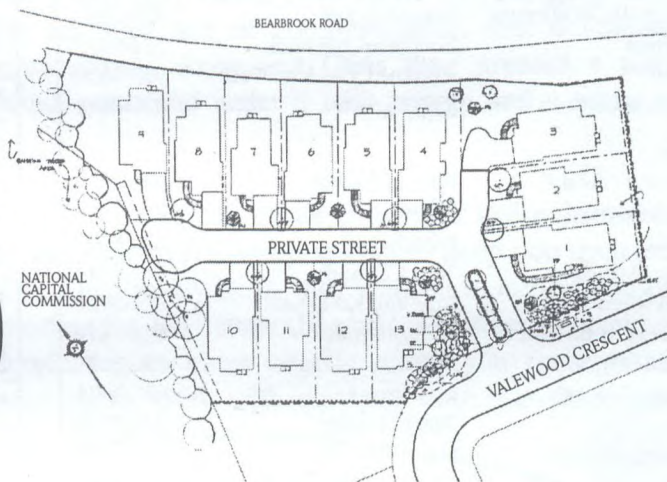 BEARBROOK ROAD
9
8
7
6
5
4
3
2
1
PRIVATE STREET
NATIONAL
CAPITAL
COMMISSION
10
11
12
13
VALEWOOD CRESCENT